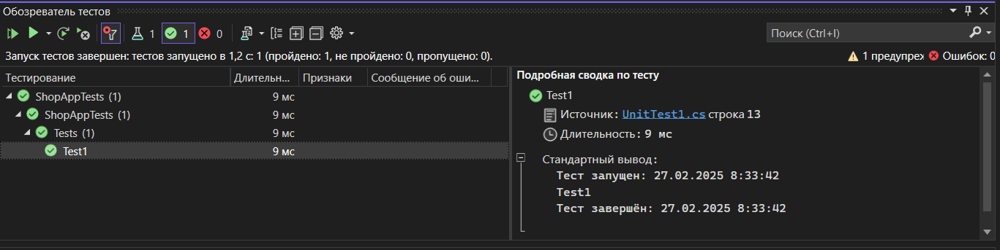 Обозреватель тестов
1 1 0 Поиск (Ctrl+I)
Запуск тестов завершен: тестов запущено в 1,2 с: 1 (пройдено: 1, не пройдено: 0, пропущено: 0). 1 предупреж Ошибок: 0
Тестирование Длительн... Признаки Сообщение об оши...
ShopAppTests (1) 9 мс
ShopAppTests (1) 9 мс
Tests (1) 9 мс
Test1 9 мс
Подробная сводка по тесту
Test1
Источник: UnitTest1.cs строка 13
Длительность: 9 мс
Стандартный вывод:
Тест запущен: 27.02.2025 8:33:42
Test1
Тест завершён: 27.02.2025 8:33:42